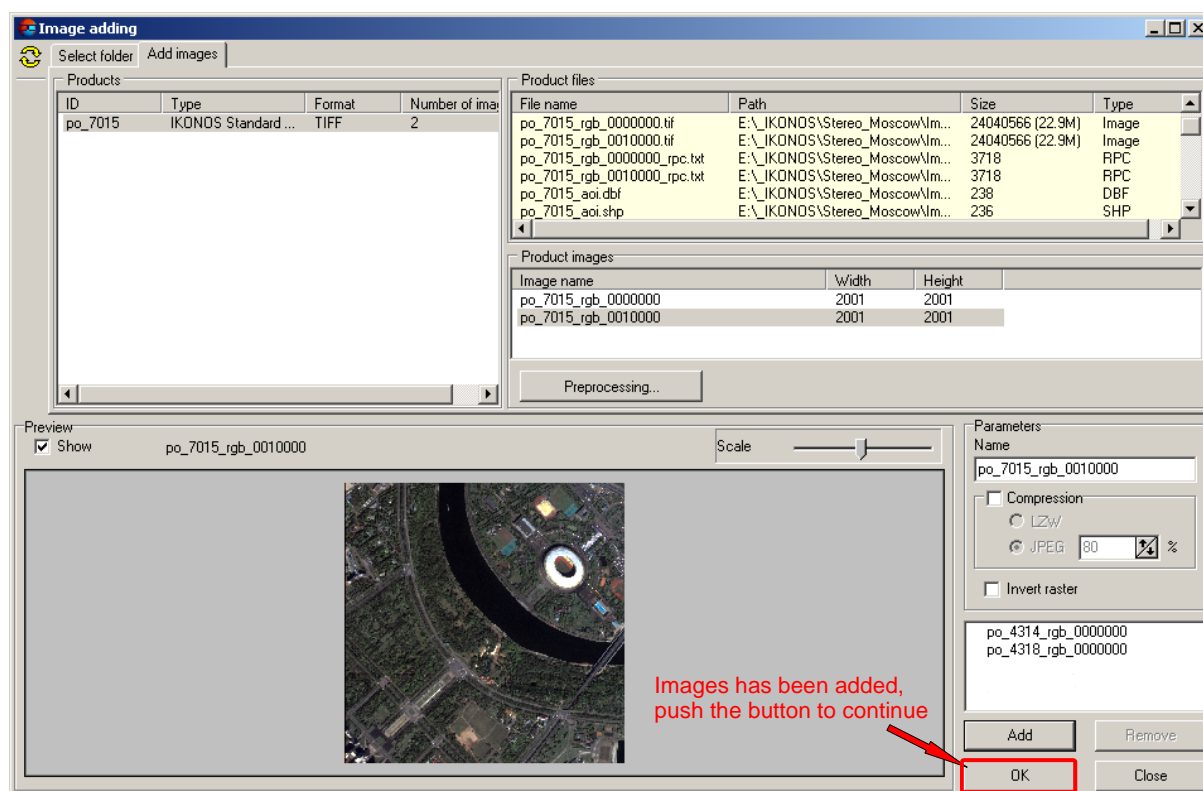 Image adding
Select folder Add images
Products
ID Type Format Number of imag
po_7015 IKONOS Standard ... TIFF 2
Product files
File name Path Size Type
po_7015_rgb_0000000.tif E:\_IKONOS\Stereo_Moscow\Im... 24040566 (22.9M) Image
po_7015_rgb_0010000.tif E:\_IKONOS\Stereo_Moscow\Im... 24040566 (22.9M) Image
po_7015_rgb_0000000_rpc.txt E:\_IKONOS\Stereo_Moscow\Im... 3718 RPC
po_7015_rgb_0010000_rpc.txt E:\_IKONOS\Stereo_Moscow\Im... 3718 RPC
po_7015_aoi.dbf E:\_IKONOS\Stereo_Moscow\Im... 238 DBF
po_7015_aoi.shp E:\_IKONOS\Stereo_Moscow\Im... 236 SHP
Product images
Image name Width Height
po_7015_rgb_0000000 2001 2001
po_7015_rgb_0010000 2001 2001
Preprocessing...
Preview
Show po_7015_rgb_0010000 Scale
Parameters
Name
po_7015_rgb_0010000
Compression
LZW
JPEG 80 %
Invert raster
po_4314_rgb_0000000
po_4318_rgb_0000000
Images has been added,
push the button to continue
Add Remove
OK Close